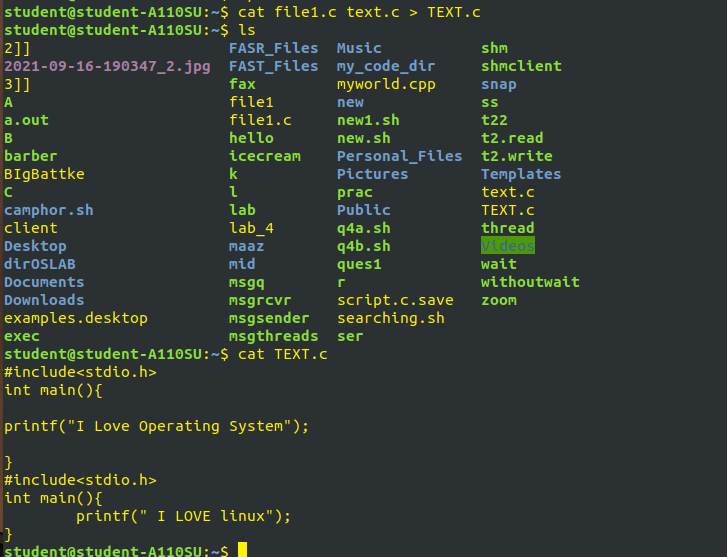 student@student-A110SU:~$ cat file1.c text.c > TEXT.c
student@student-A110SU:~$ ls
2]] FASR_Files Music shm
2021-09-16-190347_2.jpg FAST_Files my_code_dir shmclient
3]] fax myworld.cpp snap
A file1 new ss
a.out file1.c new1.sh t22
B hello new.sh t2.read
barber icecream Personal_Files t2.write
BIgBattke k Pictures Templates
C l prac text.c
camphor.sh lab Public TEXT.c
client lab_4 q4a.sh thread
Desktop maaz q4b.sh Videos
dirOSLAB mid ques1 wait
Documents msgq r withoutwait
Downloads msgrcvr script.c.save zoom
examples.desktop msgsender searching.sh
exec msgthreads ser
student@student-A110SU:~$ cat TEXT.c
#include<stdio.h>
int main(){
printf("I Love Operating System");
}
#include<stdio.h>
int main(){
printf(" I LOVE linux");
}
student@student-A110SU:~$